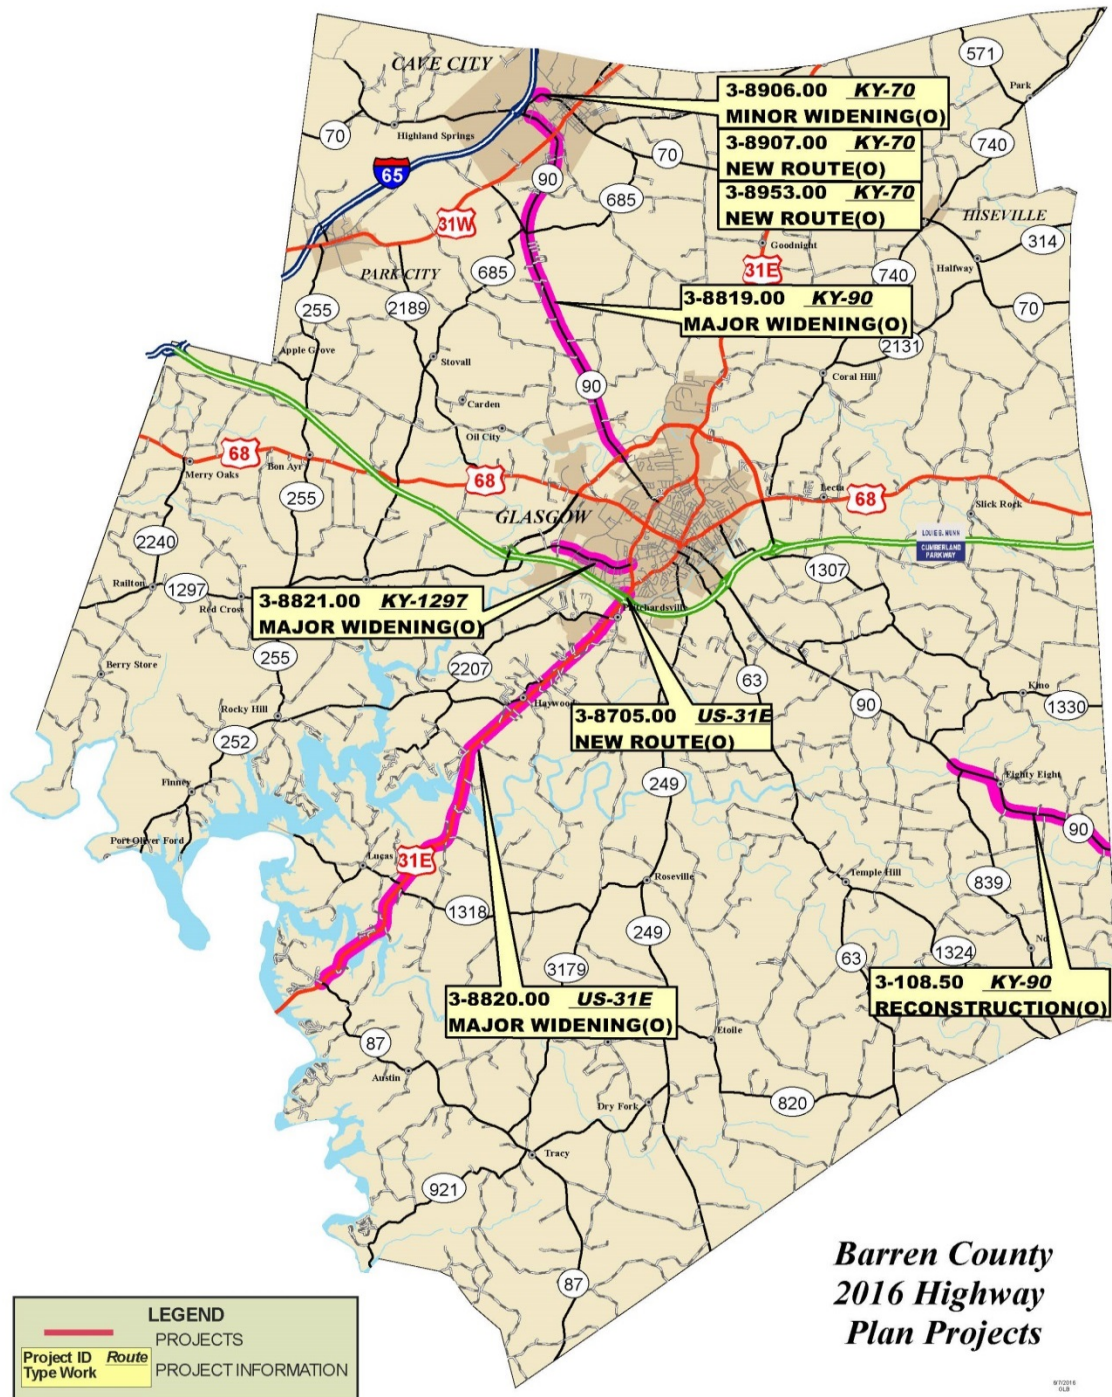 CAVE CITY
571
Park
3-8906.00 KY-70
MINOR WIDENING(O)
70
Highland Springs
740
3-8907.00 KY-70
NEW ROUTE(O)
70
65
90
3-8953.00 KY-70
NEW ROUTE(O)
685
HISEVILLE
31W
314
Goodnight
PARK CITY
685
31E
740
Halfway
255
2189
3-8819.00 KY-90
MAJOR WIDENING(O)
70
2131
Apple Grove
Stovall
Coral Hill
90
Carden
Oil City
68
Merry Oaks
Bon Ayr
68
Lecta
68
255
GLASGOW
Slick Rock
2240
LOUIE B. NUNN
CUMBERLAND
PARKWAY
Railton
1297
Red Cross
1307
3-8821.00 KY-1297
MAJOR WIDENING(O)
Pritchardsville
255
2207
63
Berry Store
Kino
90
1330
Rocky Hill
Haywood
3-8705.00 US-31E
NEW ROUTE(O)
252
Finney
249
Eighty Eight
Port Oliver Ford
90
Lucas
31E
Roseville
Temple Hill
839
1318
249
63
1324
3179
3-8820.00 US-31E
MAJOR WIDENING(O)
3-108.50 KY-90
RECONSTRUCTION(O)
87
Etoile
Austin
Dry Fork
820
Tracy
921
87
Barren County
2016 Highway
Plan Projects
LEGEND
PROJECTS
Project ID Route
Type Work
PROJECT INFORMATION
9/7/2016